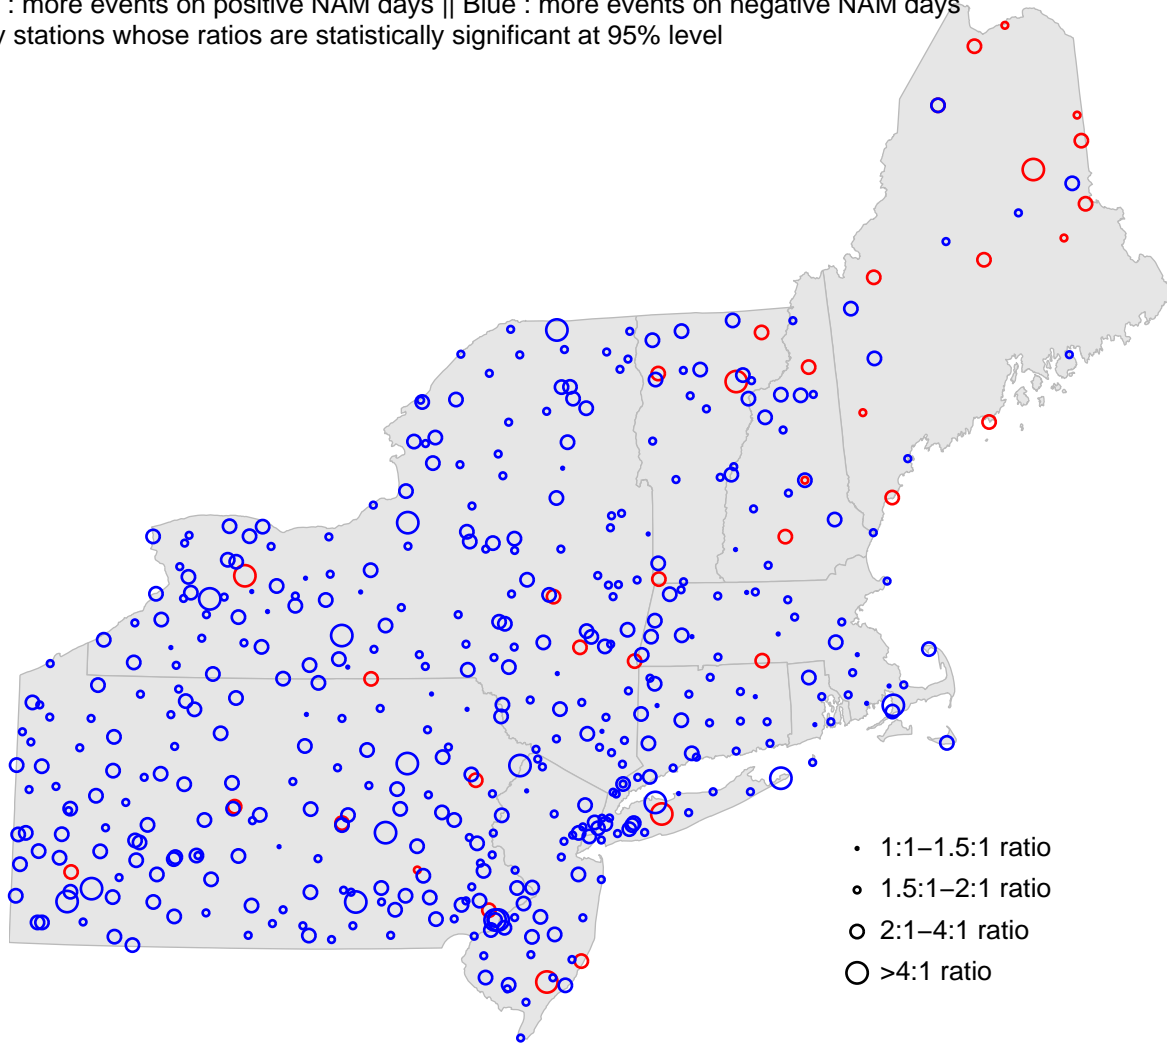 : more events on positive NAM days || Blue : more events on negative NAM days
y stations whose ratios are statistically significant at 95% level
1:1−1.5:1 ratio
1.5:1−2:1 ratio
2:1−4:1 ratio
>4:1 ratio